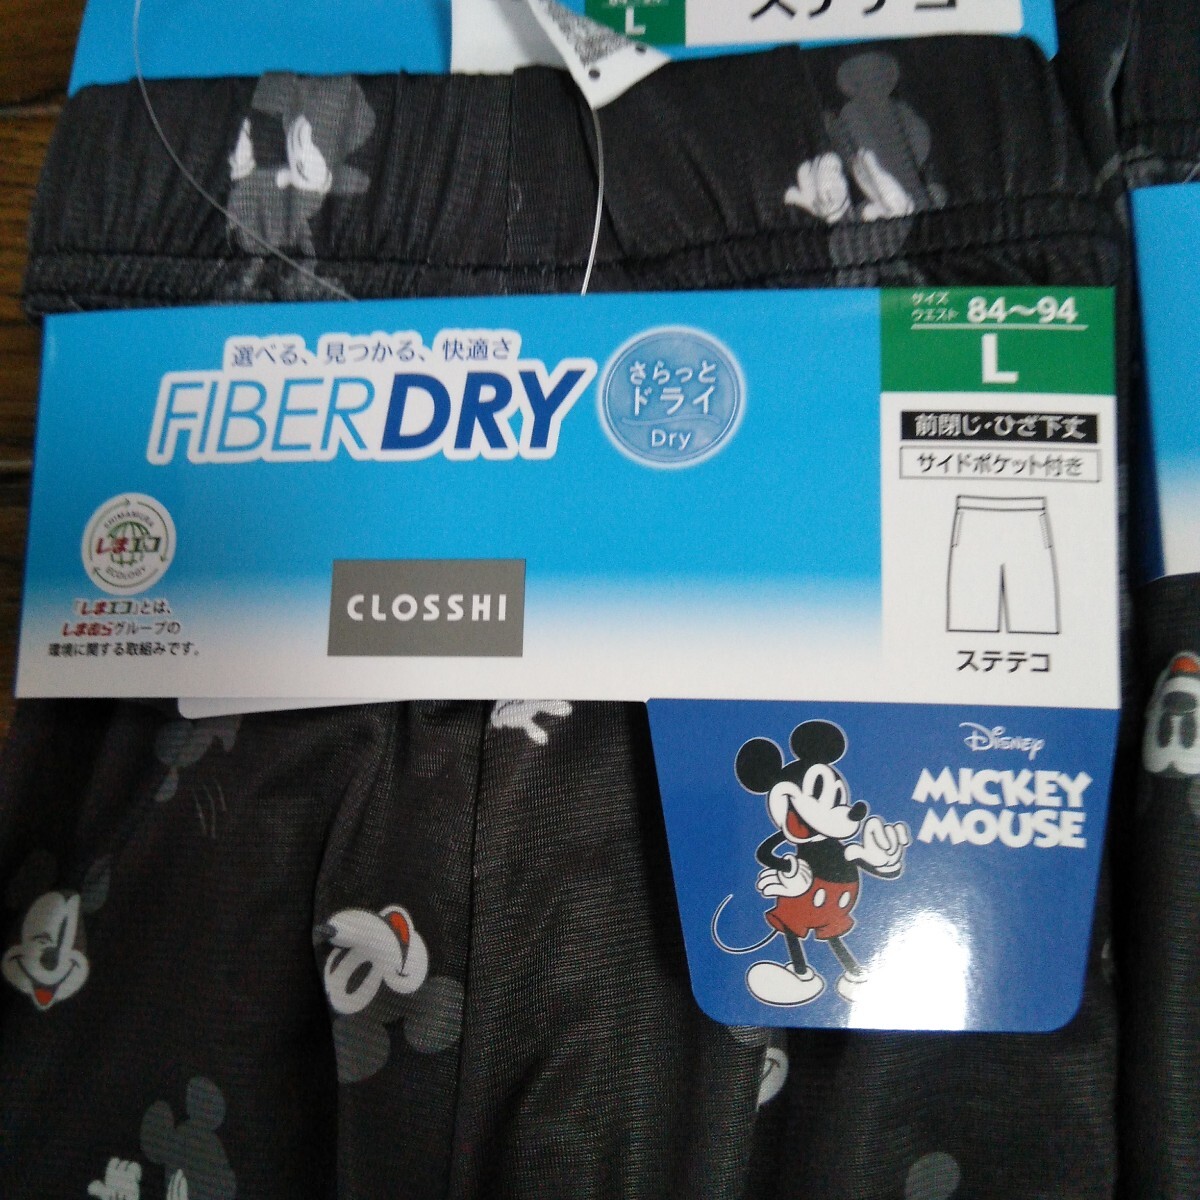 L
ステテコ
選べる、見つかる、快適さ
FIBER DRY
さらっと
ドライ
Dry
サイズ
ウエスト 84〜94
L
前閉じ・ひざ下丈
サイドポケット付き
ステテコ
SHIMAMURA
しまエコ
ECOLOGY
「しまエコ」とは、
しまむらグループの
環境に関する取組みです。
CLOSSHI
Disney
MICKEY
MOUSE